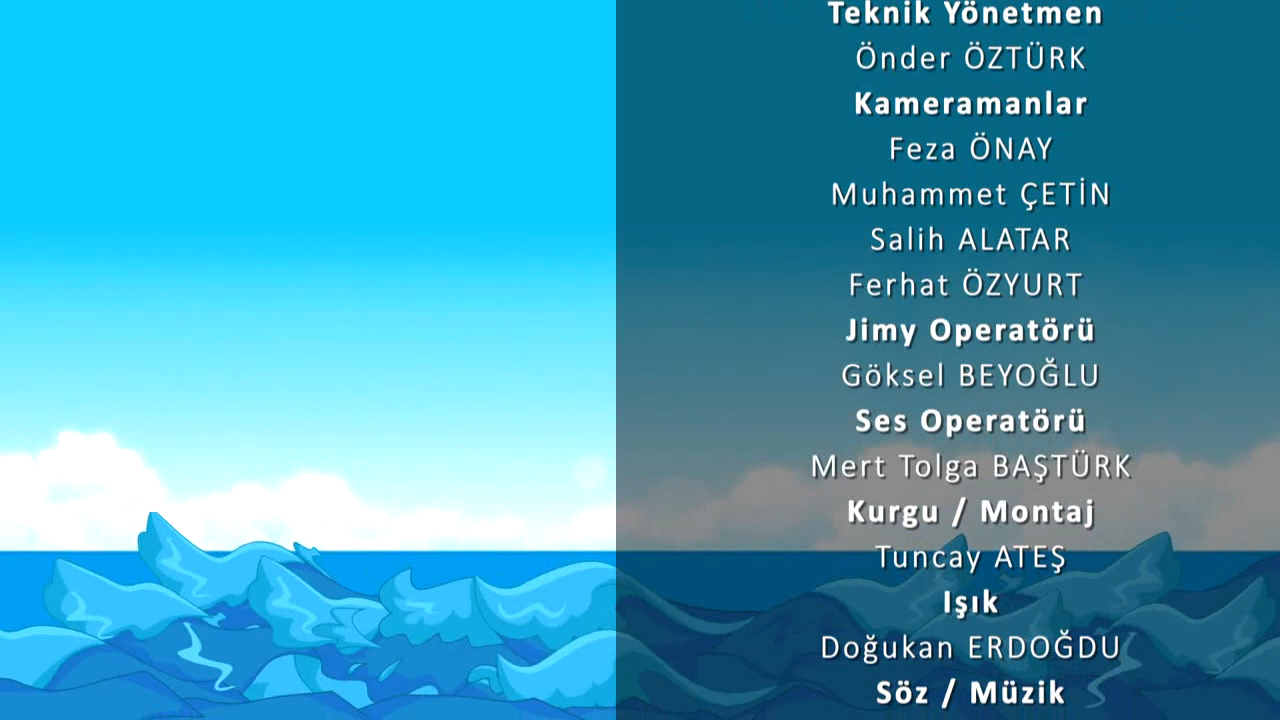 Teknik Yönetmen
Önder ÖZTÜRK
Kameramanlar
Feza ÖNAY
Muhammet ÇETİN
Salih ALATAR
Ferhat ÖZYURT
Jimy Operatörü
Göksel BEYOĞLU
Ses Operatörü
Mert Tolga BAŞTÜRK
Kurgu / Montaj
Tuncay ATEŞ
Işık
Doğukan ERDOĞDU
Söz / Müzik